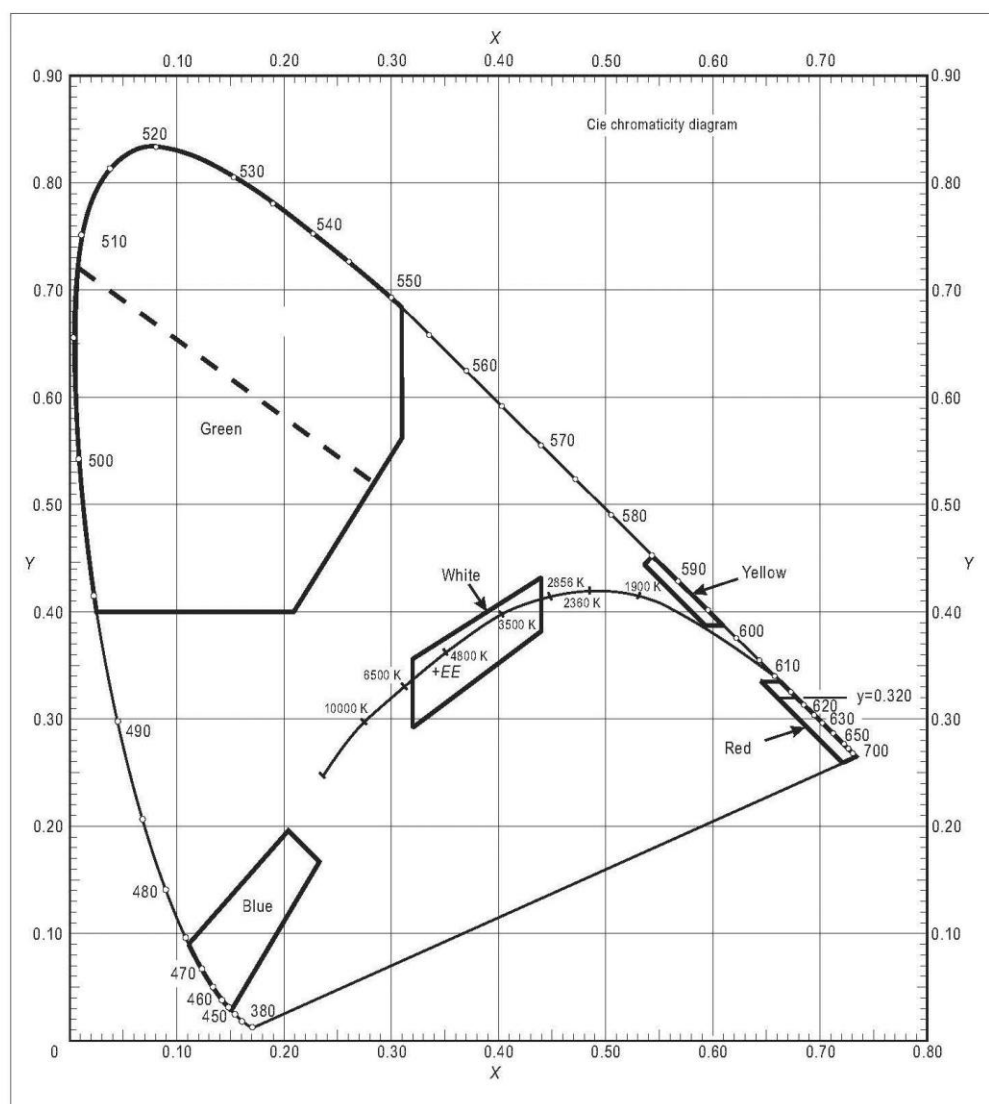 X
0.10 0.20 0.30 0.40 0.50 0.60 0.70
0.90 0.90
Cie chromaticity diagram
520
530
0.80 0.80
540
510
550
0.70 0.70
560
0.60 0.60
Green
570
500
0.50 0.50
580
Y Y
590
White 2856 K 1900 K Yellow
2360 K
0.40 0.40
3500 K
600
4800 K
6500 K +EE
610
10000 K
y=0.320
620
0.30 0.30
630
490
Red
650
700
0.20 0.20
480
Blue
0.10 0.10
470
460
450 380
0 0.10 0.20 0.30 0.40 0.50 0.60 0.70 0.80
X